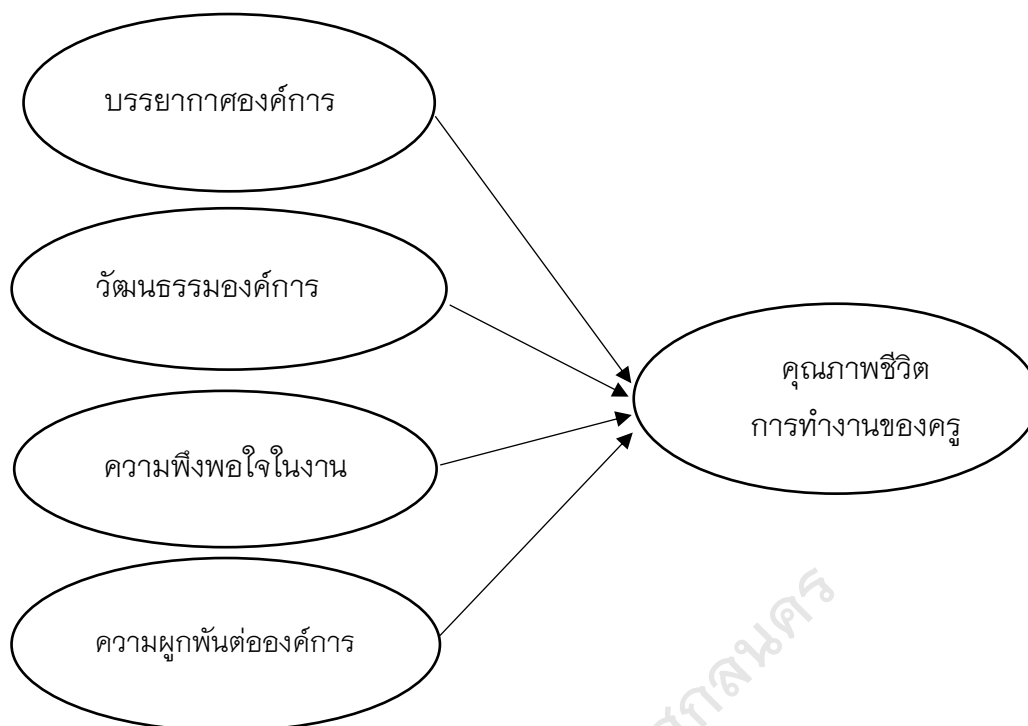 บรรยากาศองค์การ
วัฒนธรรมองค์การ
ความพึงพอใจในงาน
ความผูกพันต่อองค์การ
คุณภาพชีวิต
การทำงานของครู